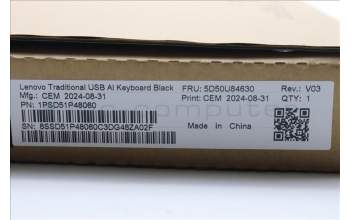 Lenovo Traditional USB AI Keyboard Black FRU: 5D50U84630 Rev.: V03
Mfg.: CEM 2024-08-31 Print: CEM 2024-08-31 QTY: 1
PN: 1PSD51P48060
SN: 8SSD51P48060C3DG48ZA02F
Made in
China